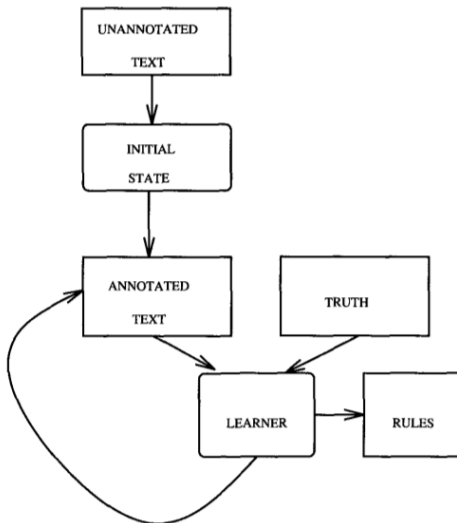 UNANNOTATED
TEXT
INITIAL
STATE
ANNOTATED
TEXT
TRUTH
LEARNER
RULES